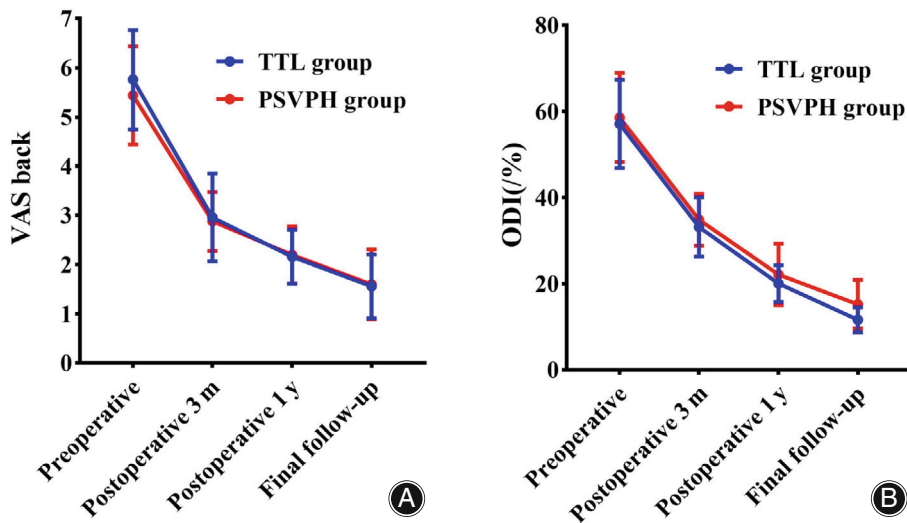 VAS back
7
6
5
4
3
2
1
0
TTL group
PSVPH group
Preoperative
Postoperative 3 m
Postoperative 1 y
Final follow-up
A
ODI(/%)
80
60
40
20
0
TTL group
PSVPH group
Preoperative
Postoperative 3 m
Postoperative 1 y
Final follow-up
B